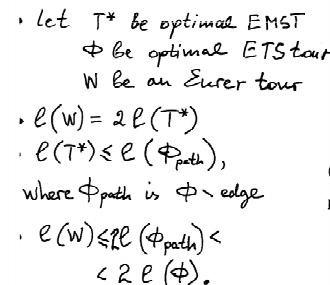 · let T* be optimal EMST
Φ be optimal ETS tour
W be an Euler tour
· ℓ(W) = 2ℓ(T*)
· ℓ(T*) ≤ ℓ(Φpath),
where Φpath is Φ \ edge
· ℓ(W) ≤ 2ℓ(Φpath) <
< 2ℓ(Φ).